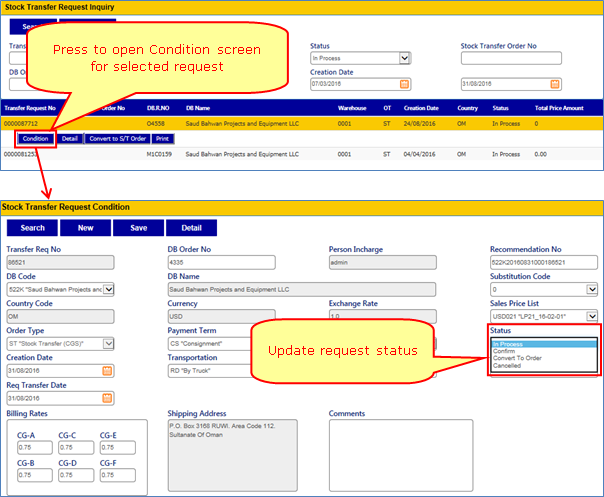 Stock Transfer Request Inquiry
Press to open Condition screen
for selected request
Status
Stock Transfer Order No
In Process
Creation Date
07/03/2016
31/08/2016
Transfer Request No
Order No
DB.R.NO
DB Name
Warehouse
OT
Creation Date
Country
Status
Total Price Amount
0000087712
O4558
Saud Bahwan Projects and Equipment LLC
0001
ST
24/08/2016
OM
In Process
0
Condition
Detail
Convert to S/T Order
Print
M1C0159
Saud Bahwan Projects and Equipment LLC
0001
ST
04/04/2016
OM
In Process
0.00
Stock Transfer Request Condition
Search
New
Save
Detail
Transfer Req No
DB Order No
Person Incharge
Recommendation No
86521
4335
admin
522K20160831000186521
DB Code
DB Name
Substitution Code
522K "Saud Bahwan Projects and
Saud Bahwan Projects and Equipment LLC
0
Country Code
Currency
Exchange Rate
Sales Price List
OM
USD
1.0
USD021 "LP21_16-02-01"
Order Type
Payment Term
Status
ST "Stock Transfer (CGS)"
CS "Consignment"
In Process
Confirm
Convert To Order
Cancelled
Update request status
Creation Date
Transportation
31/08/2016
RD "By Truck"
Req Transfer Date
31/08/2016
Billing Rates
Shipping Address
Comments
CG-A
CG-C
CG-E
0.75
0.75
0.75
CG-B
CG-D
CG-F
0.75
0.75
0.75
P.O. Box 3168 RUWI. Area Code 112.
Sultanate Of Oman